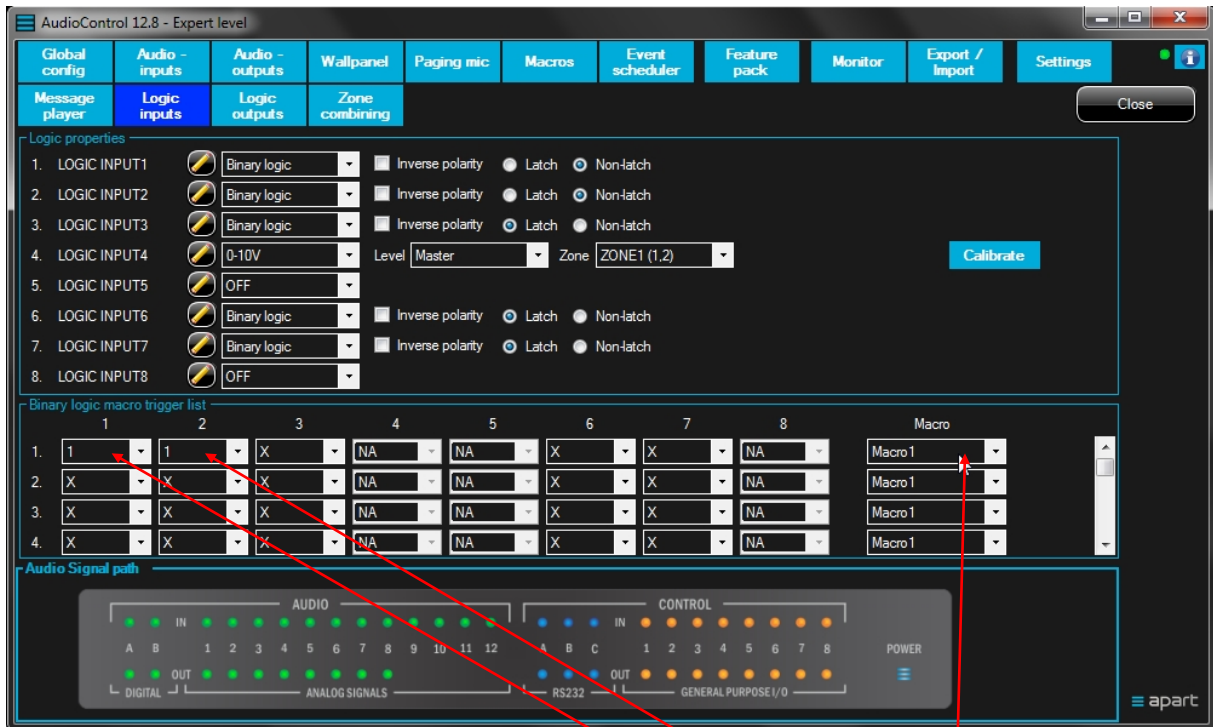 AudioControl 12.8 - Expert level
Global config Audio - inputs Audio - outputs Wallpanel Paging mic Macros Event scheduler Feature pack Monitor Export / Import Settings
Message player Logic inputs Logic outputs Zone combining Close
Logic properties
1. LOGIC INPUT1 Binary logic Inverse polarity Latch Non-latch
2. LOGIC INPUT2 Binary logic Inverse polarity Latch Non-latch
3. LOGIC INPUT3 Binary logic Inverse polarity Latch Non-latch
4. LOGIC INPUT4 0-10V Level Master Zone ZONE1 (1,2) Calibrate
5. LOGIC INPUT5 OFF
6. LOGIC INPUT6 Binary logic Inverse polarity Latch Non-latch
7. LOGIC INPUT7 Binary logic Inverse polarity Latch Non-latch
8. LOGIC INPUT8 OFF
Binary logic macro trigger list
1 2 3 4 5 6 7 8 Macro
1. 1 1 X NA NA X X NA Macro1
2. X X X NA NA X X NA Macro1
3. X X X NA NA X X NA Macro1
4. X X X NA NA X X NA Macro1
Audio Signal path
AUDIO CONTROL
IN IN
A B 1 2 3 4 5 6 7 8 9 10 11 12 A B C 1 2 3 4 5 6 7 8 POWER
OUT OUT
DIGITAL ANALOG SIGNALS RS232 GENERAL PURPOSE I/O
apart